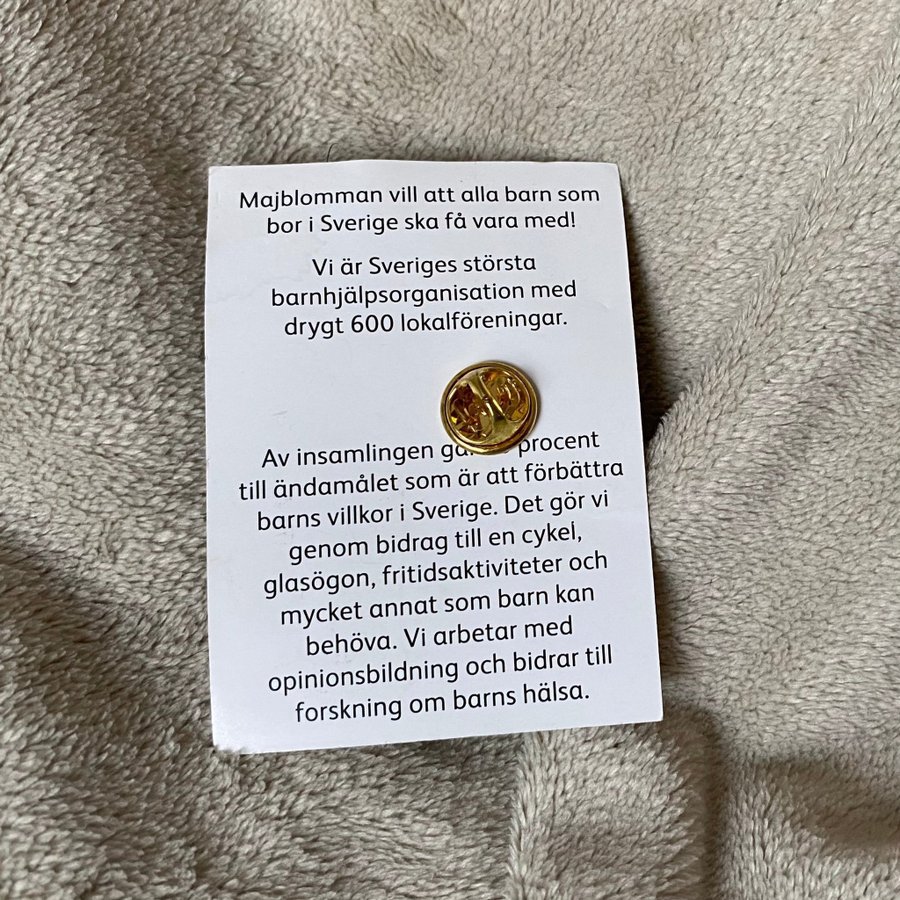 Majblomman vill att alla barn som
bor i Sverige ska få vara med!
Vi är Sveriges största
barnhjälpsorganisation med
drygt 600 lokalföreningar.
Av insamlingen procent
till ändamålet som är att förbättra
barns villkor i Sverige. Det gör vi
genom bidrag till en cykel,
glasögon, fritidsaktiviteter och
mycket annat som barn kan
behöva. Vi arbetar med
opinionsbildning och bidrar till
forskning om barns hälsa.